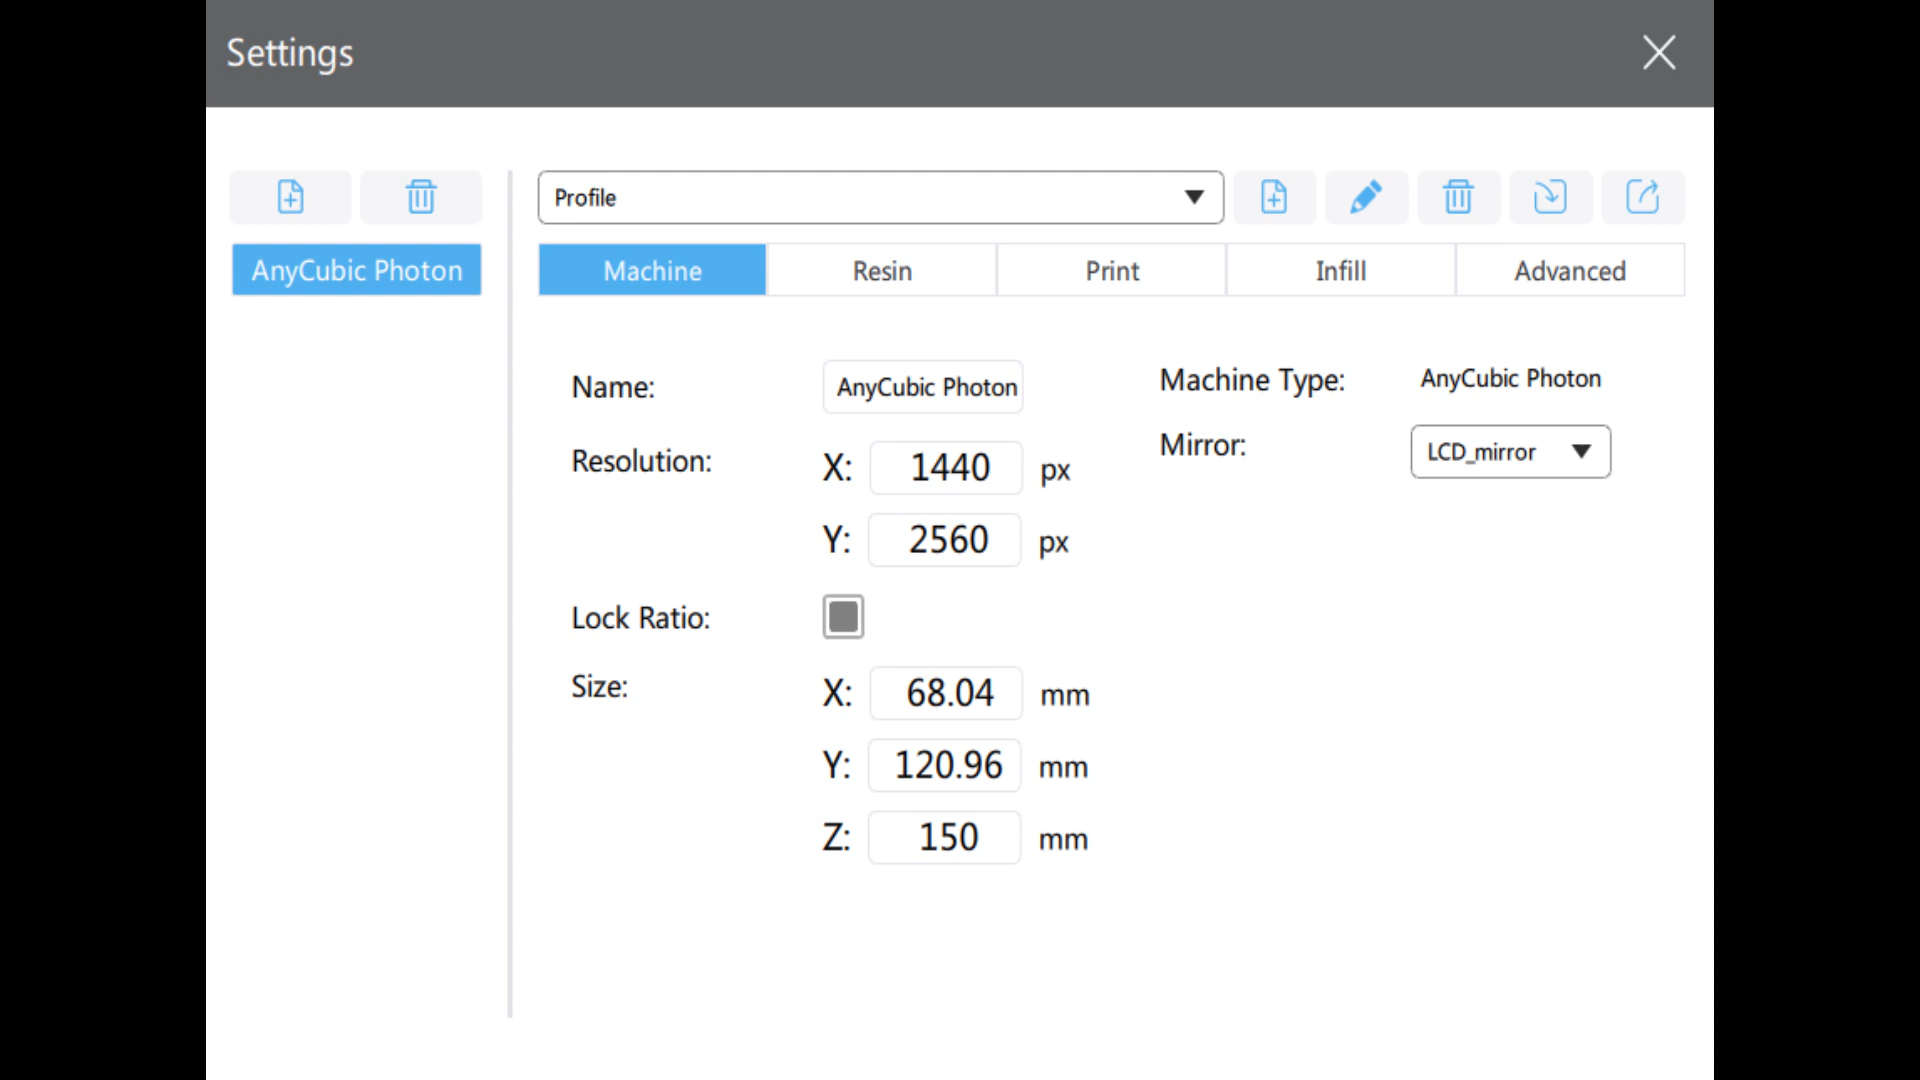 Settings
Profile
AnyCubic Photon
Machine Resin Print Infill Advanced
Name: AnyCubic Photon
Machine Type: AnyCubic Photon
Resolution: X: 1440 px
Mirror: LCD_mirror
Y: 2560 px
Lock Ratio:
Size: X: 68.04 mm
Y: 120.96 mm
Z: 150 mm